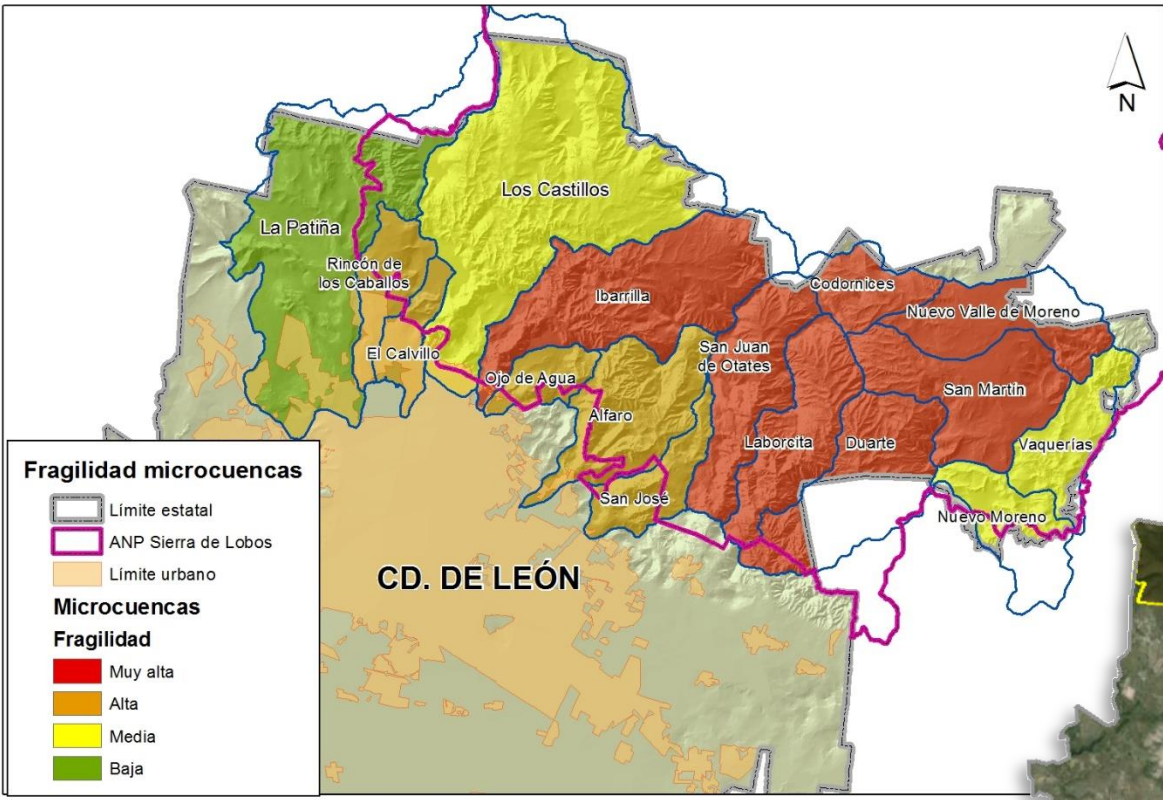 N
Los Castillos
La Patiña
Rincón de
los Caballos
Codornices
Ibarrilla
Nuevo Valle de Moreno
San Juan
de Otates
El Calvillo
Ojo de Agua
San Martín
Alfaro
Laborcita
Duarte
Vaquerías
San José
Nuevo Moreno
CD. DE LEÓN
Fragilidad microcuencas
Límite estatal
ANP Sierra de Lobos
Límite urbano
Microcuencas
Fragilidad
Muy alta
Alta
Media
Baja